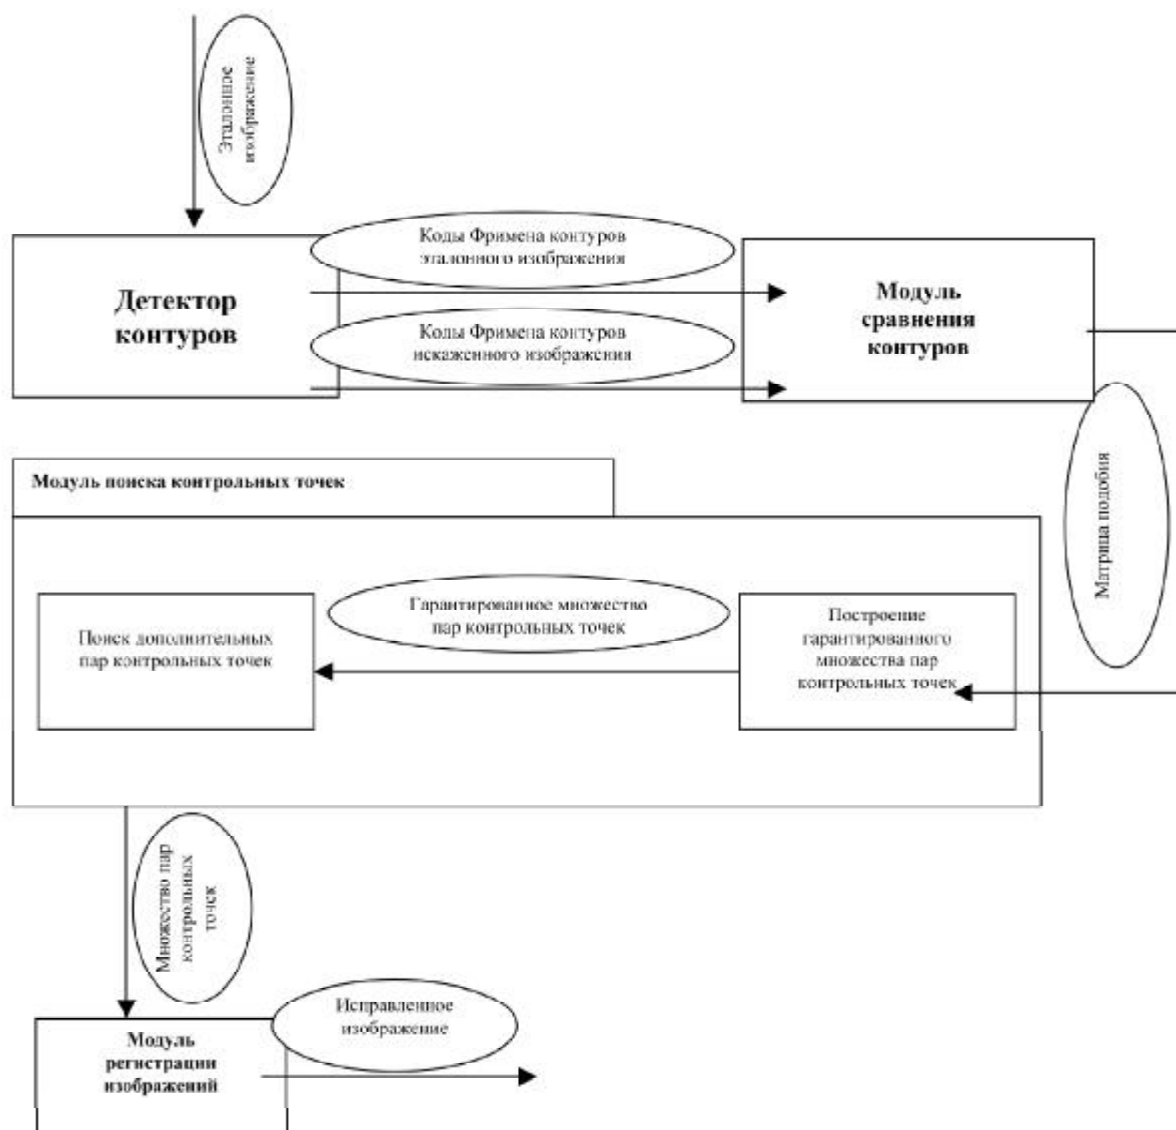 Эталонное
изображение
Коды Фримена контуров
эталонного изображения
Детектор
контуров
Модуль
сравнения
контуров
Коды Фримена контуров
искаженного изображения
Матрица подобия
Модуль поиска контрольных точек
Гарантированное множество
пар контрольных точек
Поиск дополнительных
пар контрольных точек
Построение
гарантированного
множества пар
контрольных точек
Множество пар
контрольных
точек
Исправленное
изображение
Модуль
регистрации
изображений